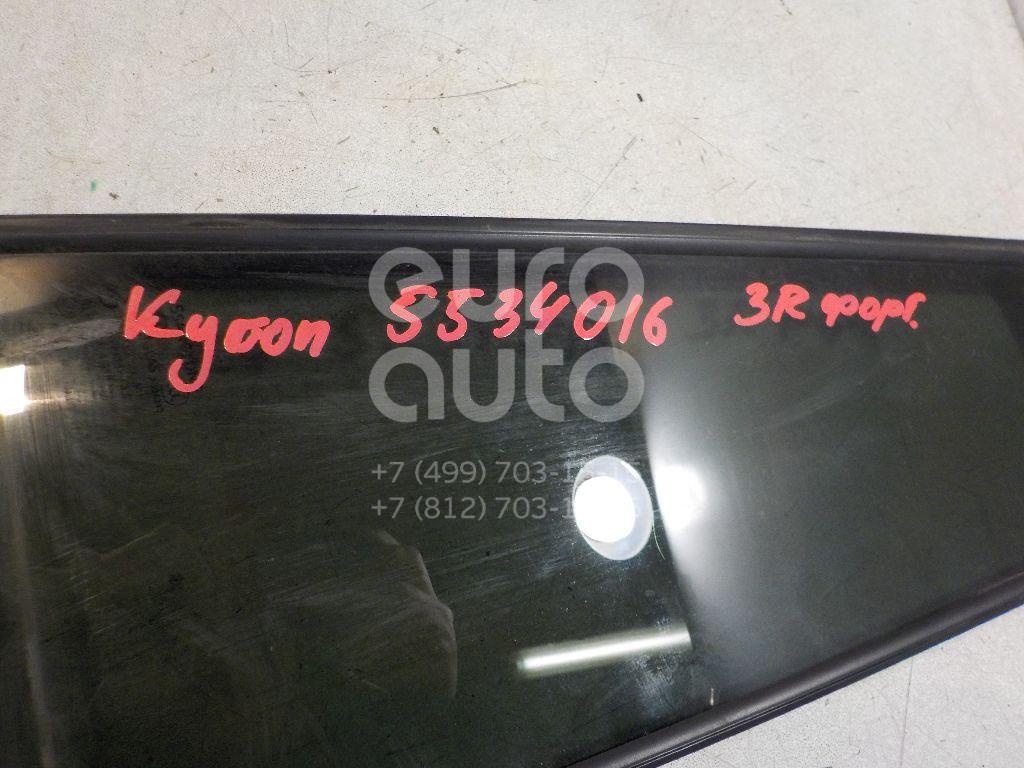 Kyron 5534016 3R форт.
euro
auto
+7 (499) 703-1
+7 (812) 703-1